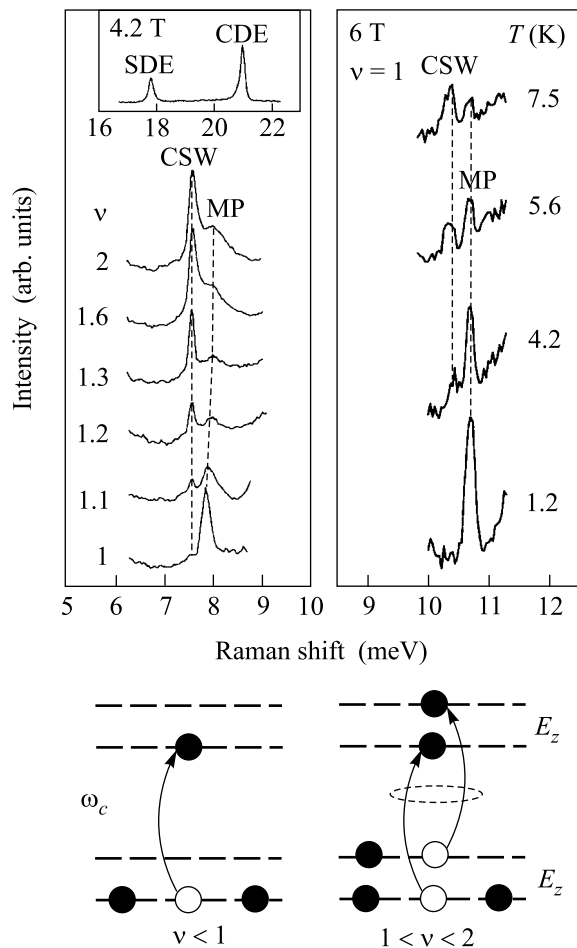 4.2 T
CDE
SDE
16 18 20 22
CSW
MP
ν
2
1.6
1.3
1.2
1.1
1
5 6 7 8 9 10
Intensity (arb. units)
6 T
T (K)
ν = 1
CSW
7.5
MP
5.6
4.2
1.2
9 10 11 12
Raman shift (meV)
ω_c
ν < 1
E_z
E_z
1 < ν < 2